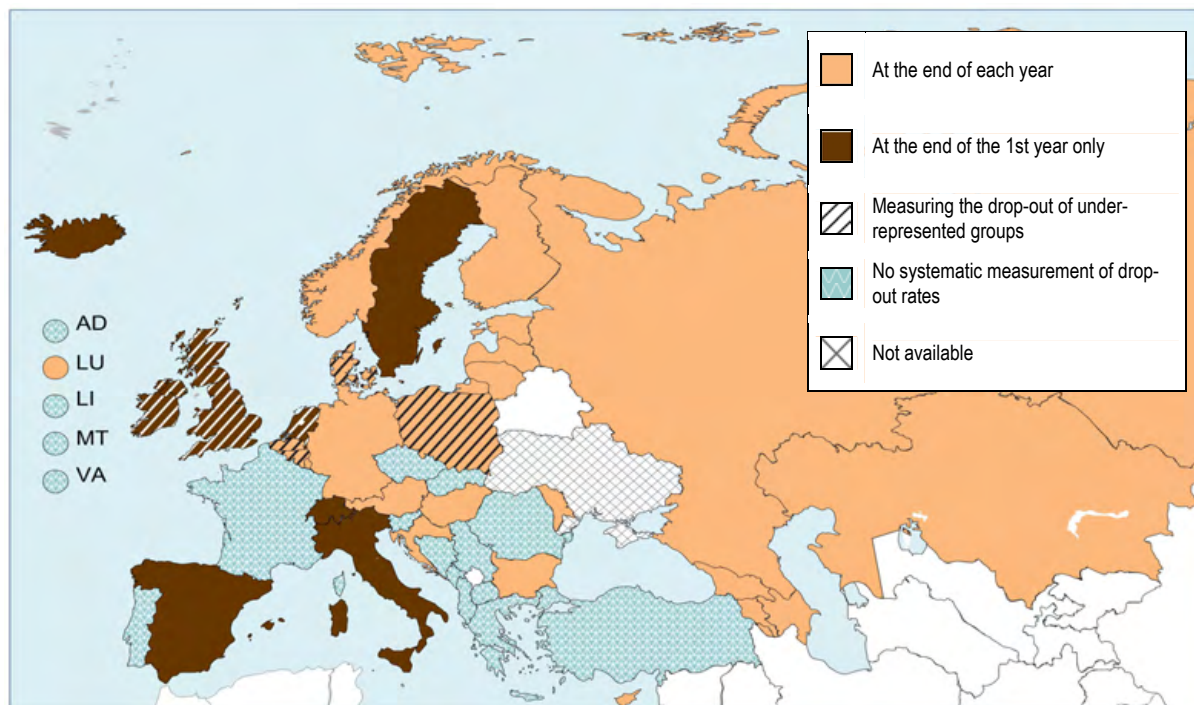 At the end of each year
At the end of the 1st year only
Measuring the drop-out of under-
represented groups
No systematic measurement of drop-
out rates
Not available
AD
LU
LI
MT
VA